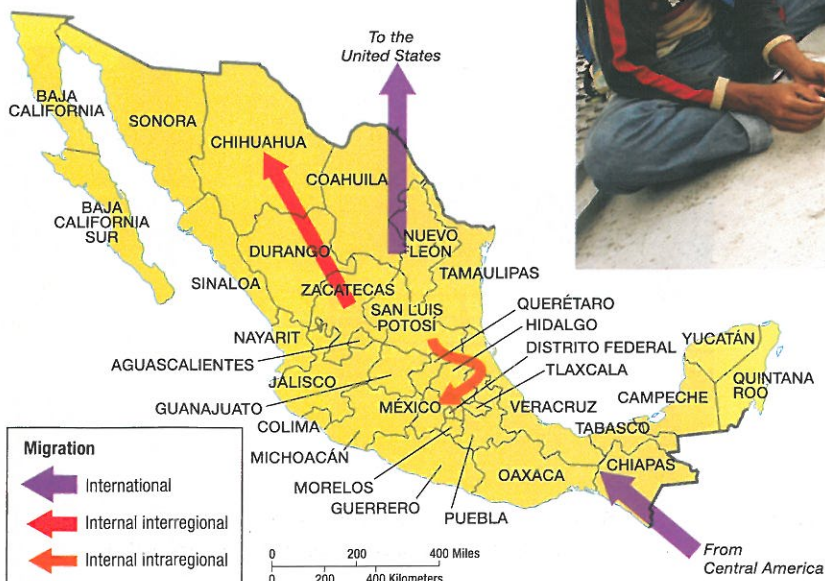 To the
United States
BAJA
CALIFORNIA
SONORA
CHIHUAHUA
COAHUILA
BAJA
CALIFORNIA
SUR
NUEVO
LEÓN
DURANGO
TAMAULIPAS
SINALOA
ZACATECAS
SAN LUIS
POTOSÍ
QUERÉTARO
HIDALGO
NAYARIT
DISTRITO FEDERAL
YUCATÁN
AGUASCALIENTES
TLAXCALA
JALISCO
QUINTANA
ROO
CAMPECHE
GUANAJUATO
MÉXICO
VERACRUZ
COLIMA
TABASCO
MICHOACÁN
CHIAPAS
OAXACA
MORELOS
GUERRERO
PUEBLA
From
Central America
Migration
International
Internal interregional
Internal intraregional
0 200 400 Miles
0 200 400 Kilometers